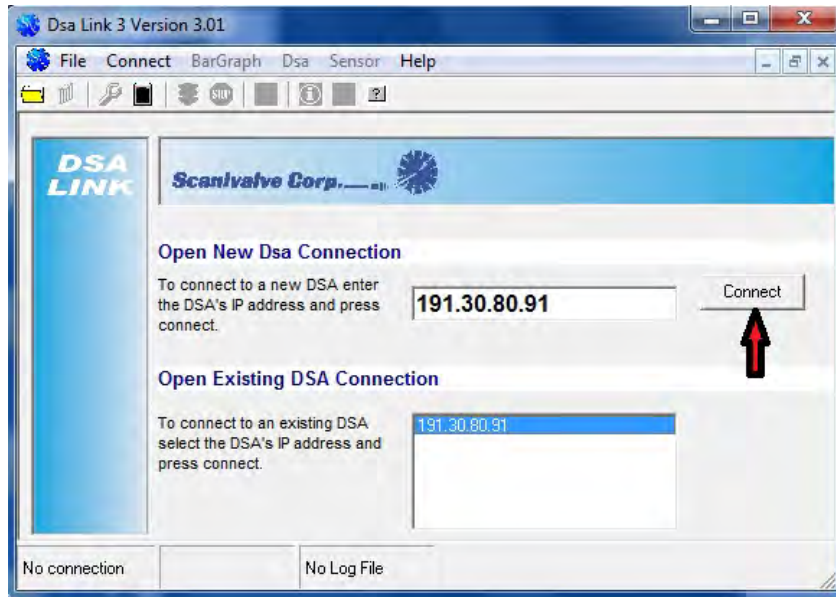 Dsa Link 3 Version 3.01
File Connect BarGraph Dsa Sensor Help
STOP
DSA
LINK
Scanivalve Corp.
Open New Dsa Connection
To connect to a new DSA enter
the DSA's IP address and press
connect.
191.30.80.91
Connect
Open Existing DSA Connection
To connect to an existing DSA
select the DSA's IP address and
press connect.
191.30.80.91
No connection
No Log File